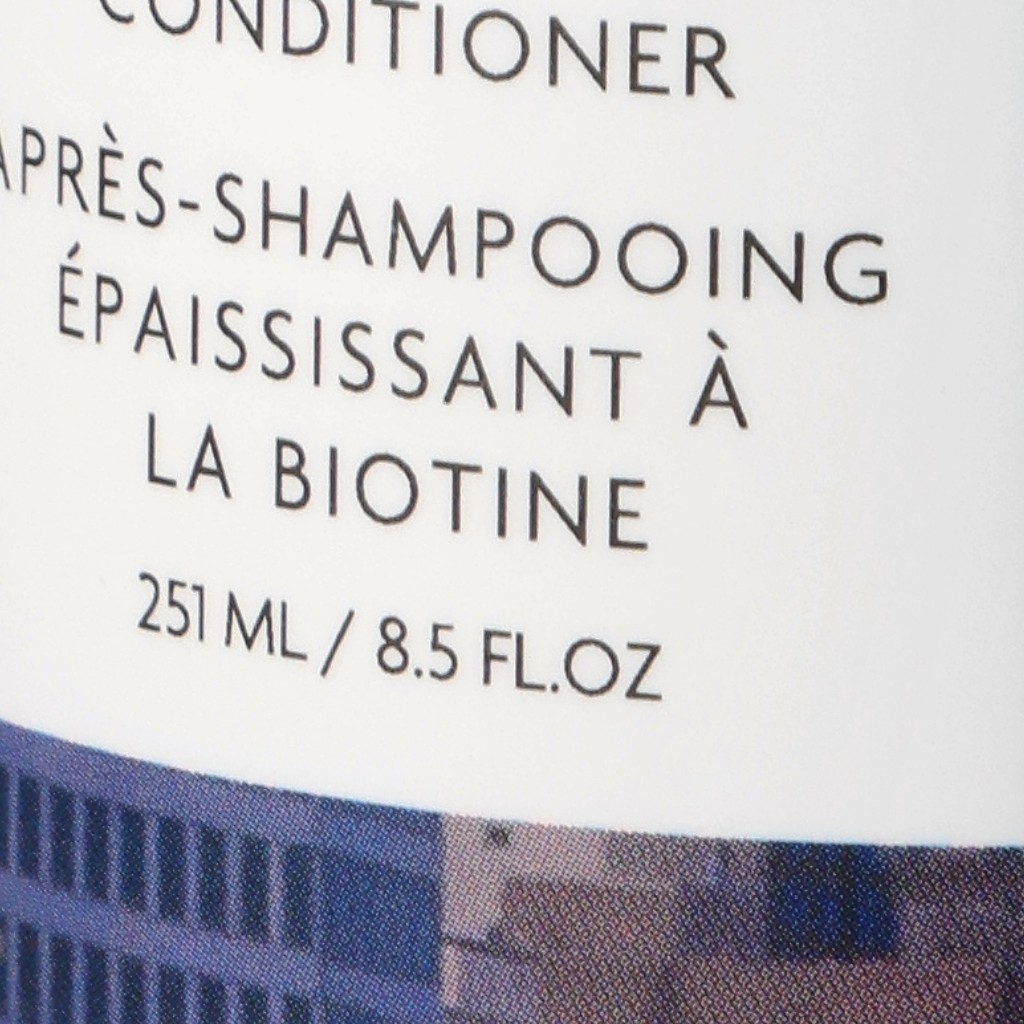 CONDITIONER
APRÈS-SHAMPOOING
ÉPAISSISSANT À
LA BIOTINE
251 ML / 8.5 FL.OZ